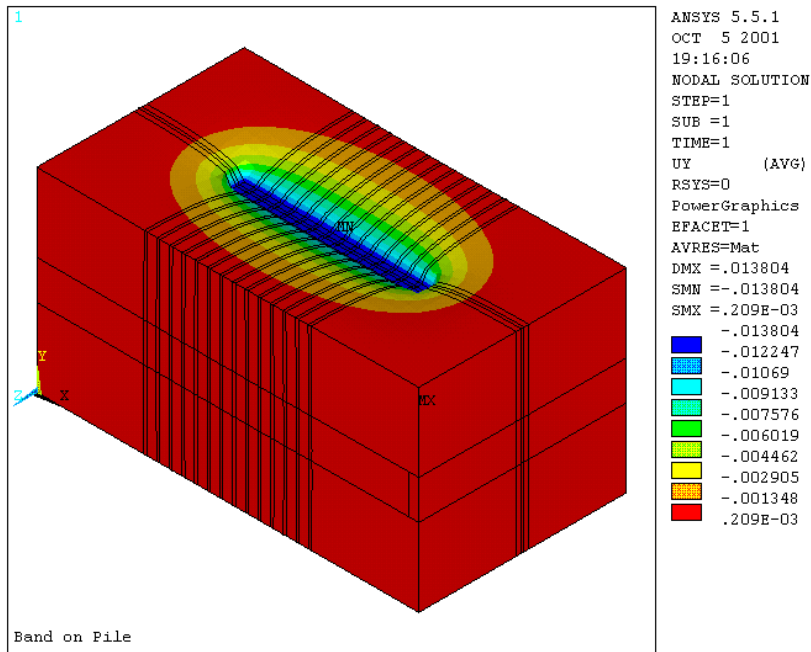 1
ANSYS 5.5.1
OCT 5 2001
19:16:06
NODAL SOLUTION
STEP=1
SUB =1
TIME=1
UY (AVG)
RSYS=0
PowerGraphics
EFACET=1
AVRES=Mat
DMX =.013804
SMN =-.013804
SMX =.209E-03
-.013804
-.012247
-.01069
-.009133
-.007576
-.006019
-.004462
-.002905
-.001348
.209E-03
MN
MX
Y
Z X
Band on Pile